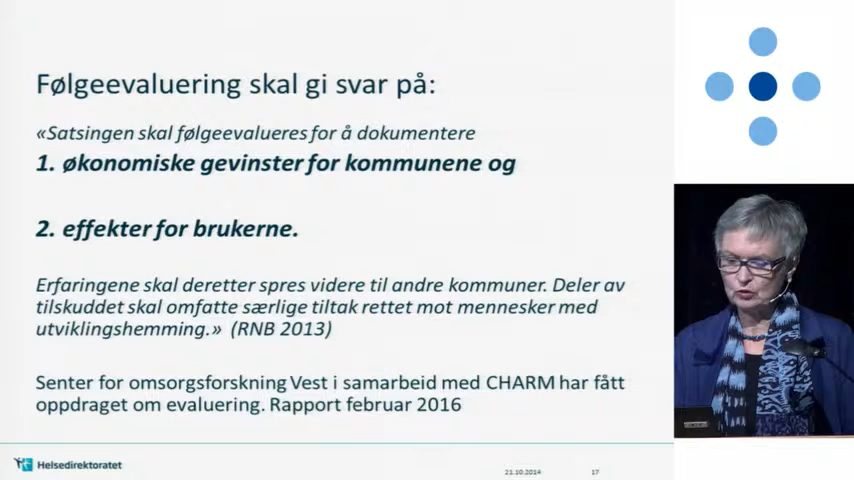 Følgeevaluering skal gi svar på:
«Satsingen skal følgeevalueres for å dokumentere
1. økonomiske gevinster for kommunene og
2. effekter for brukerne.
Erfaringene skal deretter spres videre til andre kommuner. Deler av
tilskuddet skal omfatte særlige tiltak rettet mot mennesker med
utviklingshemming.» (RNB 2013)
Senter for omsorgsforskning Vest i samarbeid med CHARM har fått
oppdraget om evaluering. Rapport februar 2016
Helsedirektoratet
21.10.2014
17